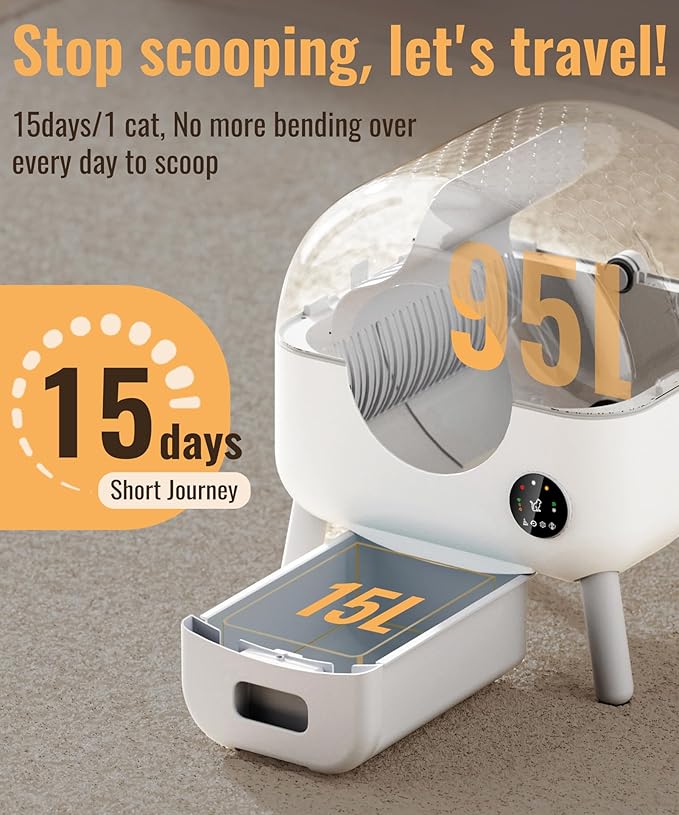 Stop scooping, let's travel!
15days/1 cat, No more bending over
every day to scoop
95L
15 days
Short Journey
15L